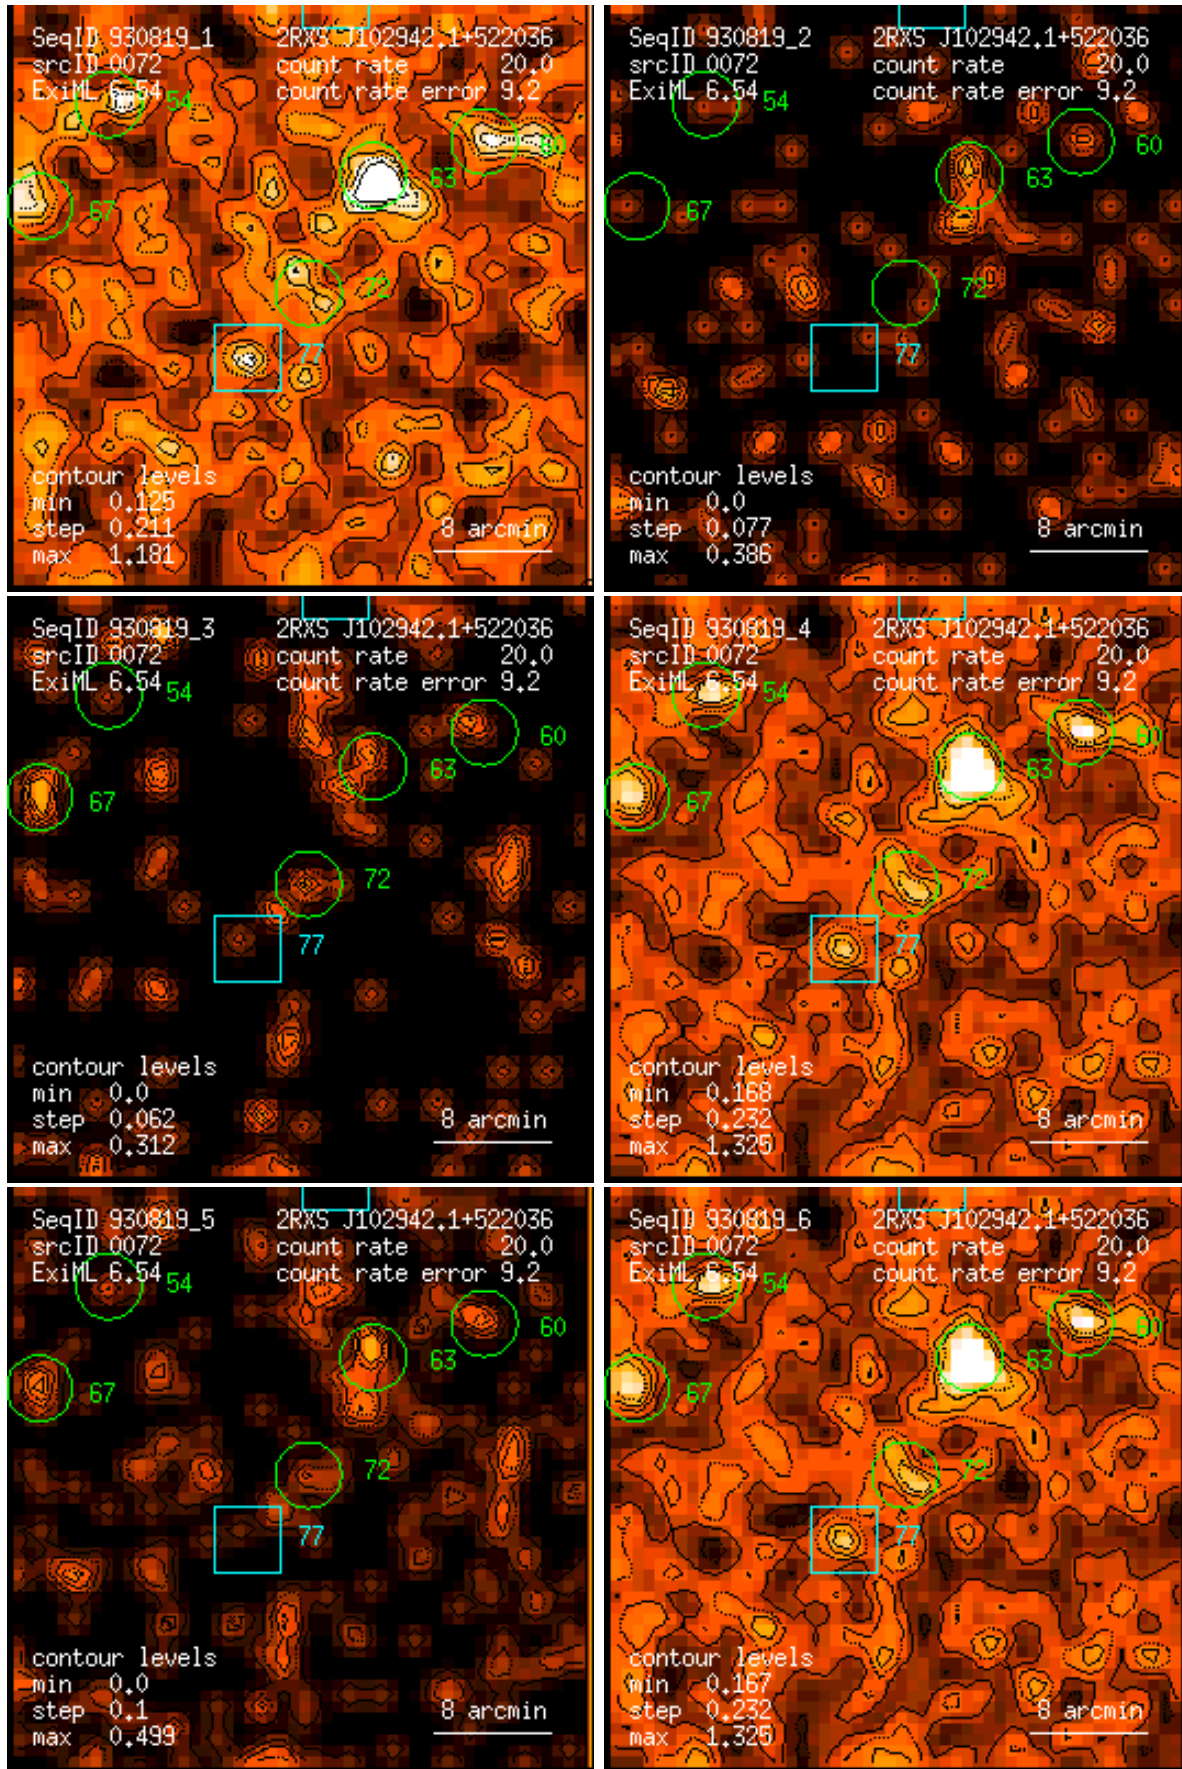 SeqID 930819_1 2RXS J102942.1+522036
srcID 0072 count rate 20.0
ExiML 6.54 count rate error 9.2
54
60
63
67
72
77
contour levels
min 0.125
step 0.211
max 1.181
8 arcmin
SeqID 930819_2 2RXS J102942.1+522036
srcID 0072 count rate 20.0
ExiML 6.54 count rate error 9.2
54
60
63
67
72
77
contour levels
min 0.0
step 0.077
max 0.386
8 arcmin
SeqID 930819_3 2RXS J102942.1+522036
srcID 0072 count rate 20.0
ExiML 6.54 count rate error 9.2
54
60
63
67
72
77
contour levels
min 0.0
step 0.062
max 0.312
8 arcmin
SeqID 930819_4 2RXS J102942.1+522036
srcID 0072 count rate 20.0
ExiML 6.54 count rate error 9.2
54
60
63
67
72
77
contour levels
min 0.168
step 0.232
max 1.325
8 arcmin
SeqID 930819_5 2RXS J102942.1+522036
srcID 0072 count rate 20.0
ExiML 6.54 count rate error 9.2
54
60
63
67
72
77
contour levels
min 0.0
step 0.1
max 0.499
8 arcmin
SeqID 930819_6 2RXS J102942.1+522036
srcID 0072 count rate 20.0
ExiML 6.54 count rate error 9.2
54
60
63
67
72
77
contour levels
min 0.167
step 0.232
max 1.325
8 arcmin